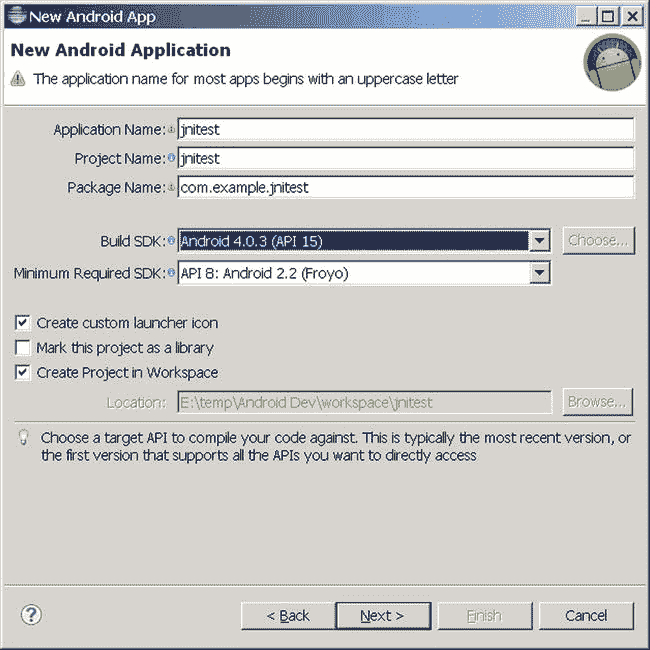 New Android App
New Android Application
The application name for most apps begins with an uppercase letter
Application Name: jnitest
Project Name: jnitest
Package Name: com.example.jnitest
Build SDK: Android 4.0.3 (API 15) Choose...
Minimum Required SDK: API 8: Android 2.2 (Froyo)
Create custom launcher icon
Mark this project as a library
Create Project in Workspace
Location: E:\temp\Android Dev\workspace\jnitest Browse...
Choose a target API to compile your code against. This is typically the most recent version, or
the first version that supports all the APIs you want to directly access
? < Back Next > Finish Cancel